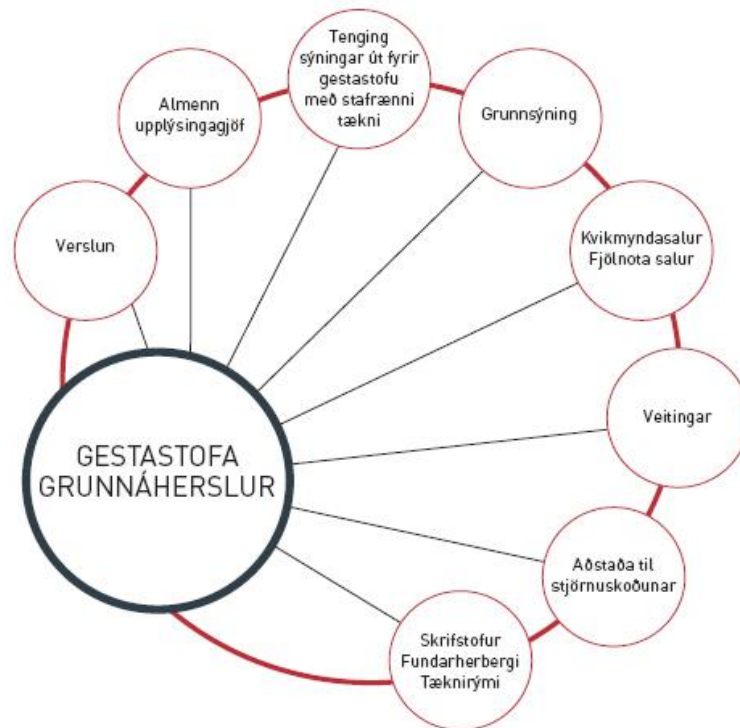 Tenging
sýningar út fyrir
gestastofu
með stafrænni
tækni
Almenn
upplýsingagjöf
Grunnsýning
Verslun
Kvikmyndasalur
Fjölnota salur
Veitingar
GESTASTOFA
GRUNNÁHERSLUR
Aðstaða til
stjörnuskoðunar
Skrifstofur
Fundarherbergi
Tæknirými